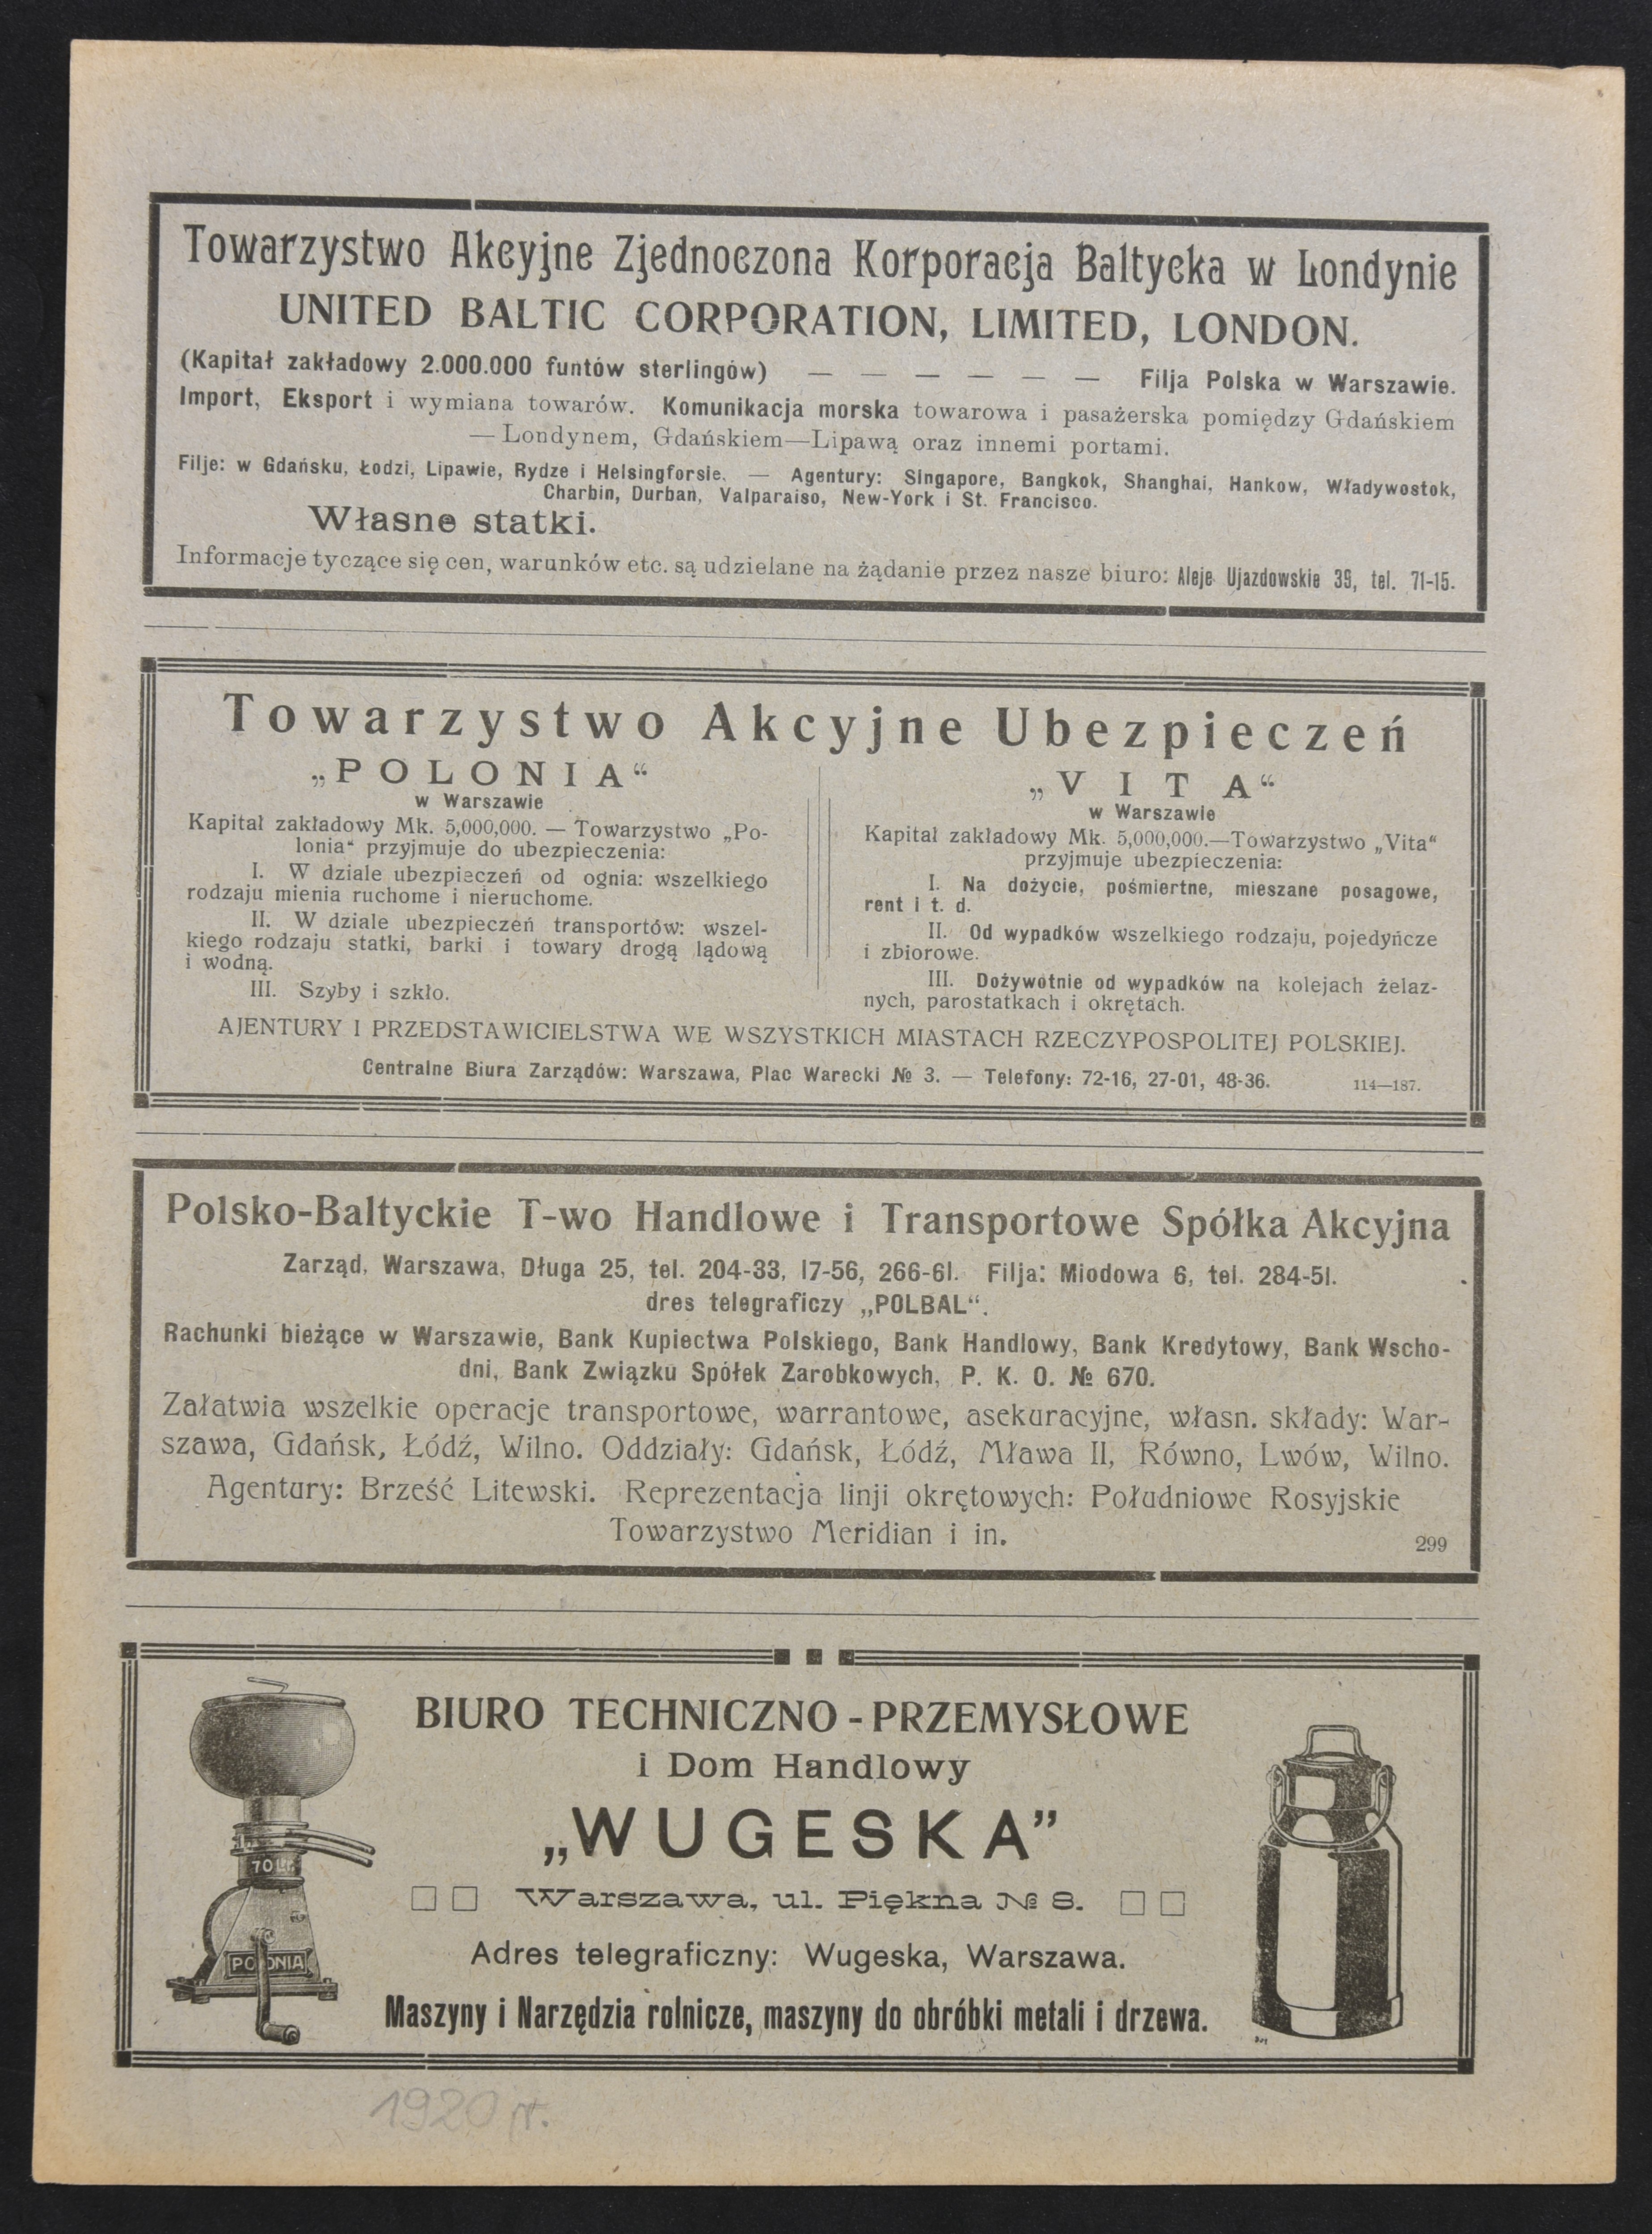 Towarzystwo Akcyjne Zjednoczona Korporacja Baltycka w Londynie
UNITED BALTIC CORPORATION, LIMITED, LONDON.
(Kapitał zakładowy 2.000.000 funtów sterlingów) — — — — — — Filja Polska w Warszawie.
Import, Eksport i wymiana towarów. Komunikacja morska towarowa i pasażerska pomiędzy Gdańskiem
— Londynem, Gdańskiem—Lipawą oraz innemi portami.
Filje: w Gdańsku, Łodzi, Lipawie, Rydze i Helsingforsie. — Agentury: Singapore, Bangkok, Shanghai, Hankow, Władywostok,
Charbin, Durban, Valparaiso, New-York i St. Francisco.
Własne statki.
Informacje tyczące się cen, warunków etc. są udzielane na żądanie przez nasze biuro: Aleje Ujazdowskie 39, tel. 71-15.
Towarzystwo Akcyjne Ubezpieczeń
„POLONIA“
w Warszawie
Kapitał zakładowy Mk. 5,000,000. — Towarzystwo „Po-
lonia“ przyjmuje do ubezpieczenia:
I. W dziale ubezpieczeń od ognia: wszelkiego
rodzaju mienia ruchome i nieruchome.
II. W dziale ubezpieczeń transportów: wszel-
kiego rodzaju statki, barki i towary drogą lądową
i wodną.
III. Szyby i szkło.
„VITA“
w Warszawie
Kapitał zakładowy Mk. 5,000,000.—Towarzystwo „Vita“
przyjmuje ubezpieczenia:
I. Na dożycie, pośmiertne, mieszane posagowe,
rent i t. d.
II. Od wypadków wszelkiego rodzaju, pojedyńcze
i zbiorowe.
III. Dożywotnie od wypadków na kolejach żelaz-
nych, parostatkach i okrętach.
AJENTURY I PRZEDSTAWICIELSTWA WE WSZYSTKICH MIASTACH RZECZYPOSPOLITEJ POLSKIEJ.
Centralne Biura Zarządów: Warszawa, Plac Warecki № 3. — Telefony: 72-16, 27-01, 48-36. 114—187.
Polsko-Baltyckie T-wo Handlowe i Transportowe Spółka Akcyjna
Zarząd, Warszawa, Długa 25, tel. 204-33, 17-56, 266-61. Filja: Miodowa 6, tel. 284-51.
dres telegraficzy „POLBAL“.
Rachunki bieżące w Warszawie, Bank Kupiectwa Polskiego, Bank Handlowy, Bank Kredytowy, Bank Wscho-
dni, Bank Związku Spółek Zarobkowych, P. K. O. № 670.
Załatwia wszelkie operacje transportowe, warrantowe, asekuracyjne, własn. składy: War-
szawa, Gdańsk, Łódź, Wilno. Oddziały: Gdańsk, Łódź, Mława II, Równo, Lwów, Wilno.
Agentury: Brześć Litewski. Reprezentacja linji okrętowych: Południowe Rosyjskie
Towarzystwo Meridian i in.
299
BIURO TECHNICZNO-PRZEMYSŁOWE
i Dom Handlowy
„WUGESKA”
Warszawa, ul. Piękna № 8.
Adres telegraficzny: Wugeska, Warszawa.
Maszyny i Narzędzia rolnicze, maszyny do obróbki metali i drzewa.
70 Ltr.
POLONIA
1920 r.